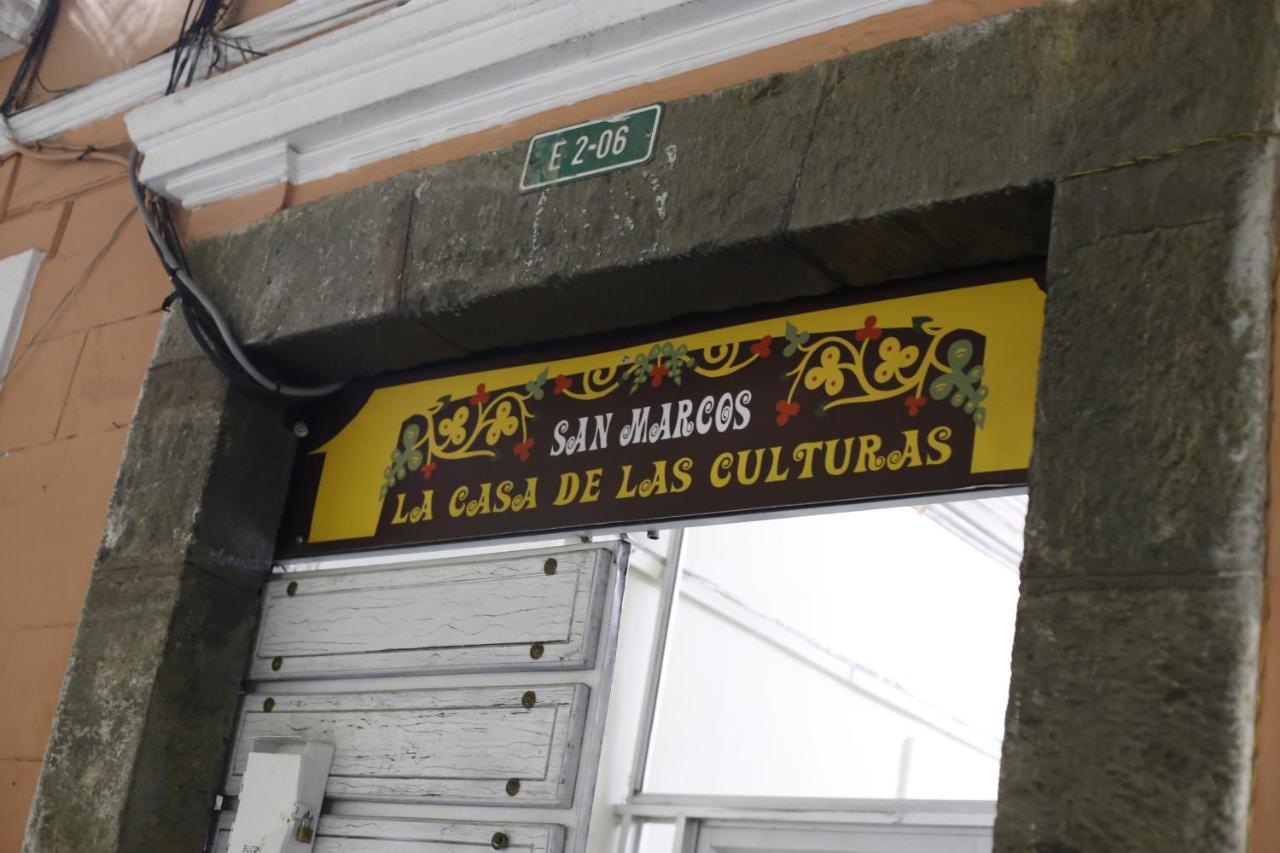 E 2-06
SAN MARCOS
LA CASA DE LAS CULTURAS